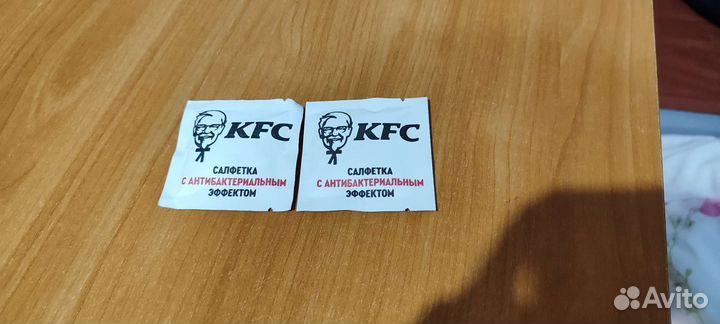 KFC
САЛФЕТКА
С АНТИБАКТЕРИАЛЬНЫМ
ЭФФЕКТОМ
KFC
САЛФЕТКА
С АНТИБАКТЕРИАЛЬНЫМ
ЭФФЕКТОМ
Avito